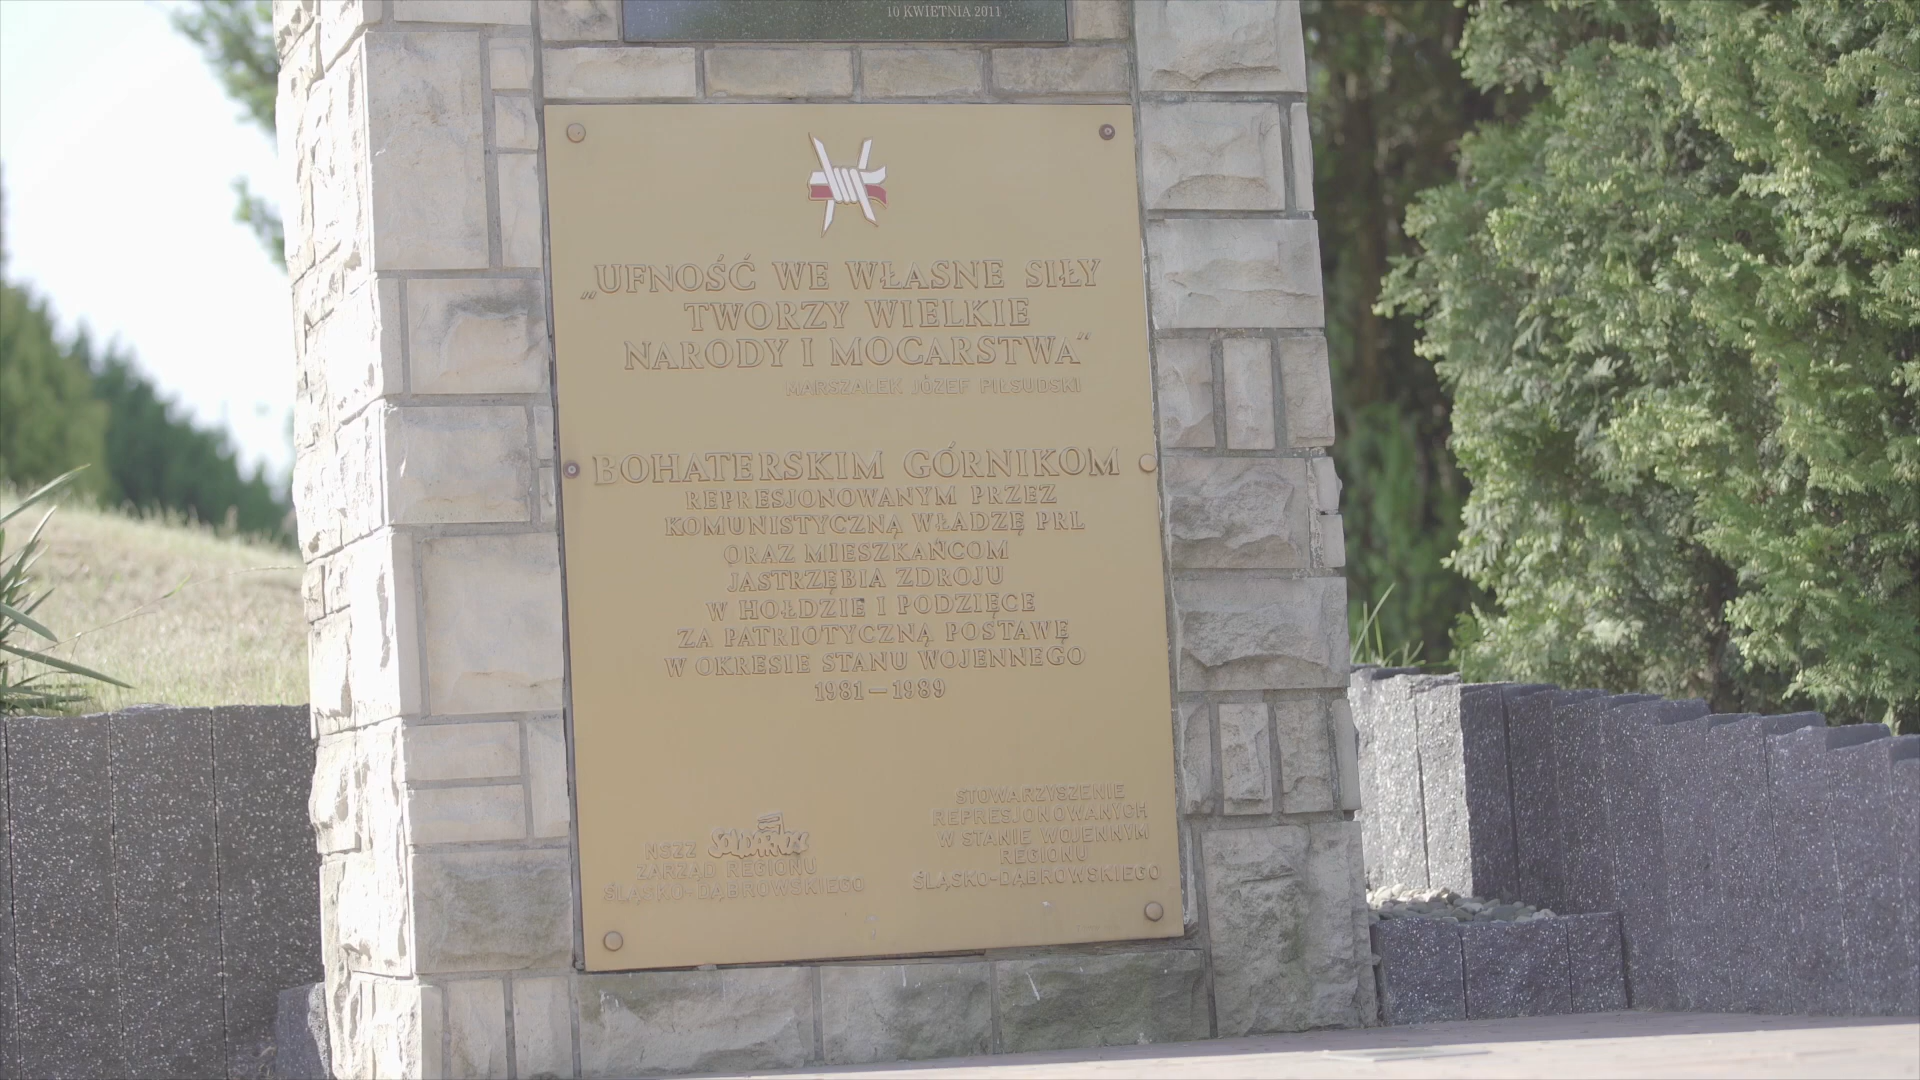 10 KWIETNIA 2011
„UFNOŚĆ WE WŁASNE SIŁY
TWORZY WIELKIE
NARODY I MOCARSTWA”
MARSZAŁEK JÓZEF PIŁSUDSKI
BOHATERSKIM GÓRNIKOM
REPRESJONOWANYM PRZEZ
KOMUNISTYCZNĄ WŁADZĘ PRL
ORAZ MIESZKAŃCOM
JASTRZĘBIA ZDROJU
W HOŁDZIE I PODZIĘCE
ZA PATRIOTYCZNĄ POSTAWĘ
W OKRESIE STANU WOJENNEGO
1981–1989
NSZZ SOLIDARNOŚĆ
ZARZĄD REGIONU
ŚLĄSKO-DĄBROWSKIEGO
STOWARZYSZENIE
REPRESJONOWANYCH
W STANIE WOJENNYM
REGIONU
ŚLĄSKO-DĄBROWSKIEGO